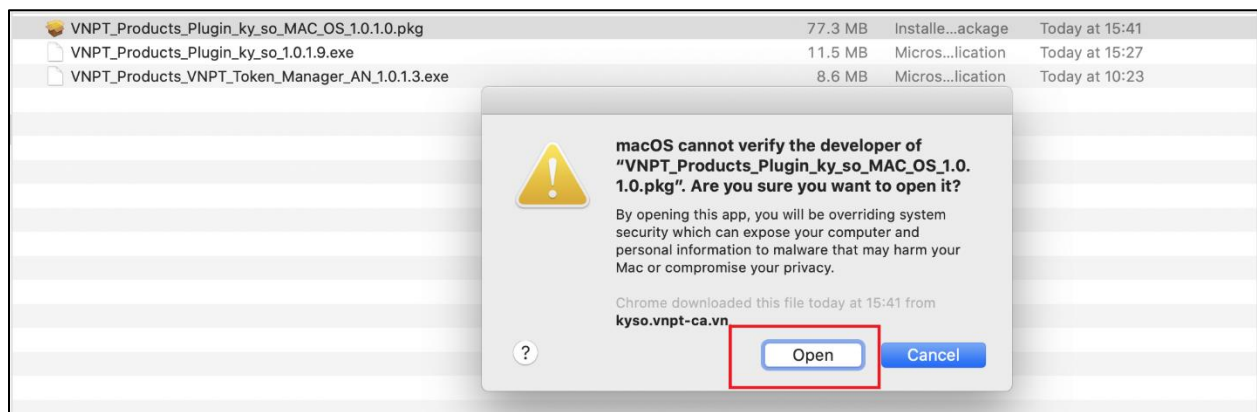 VNPT_Products_Plugin_ky_so_MAC_OS_1.0.1.0.pkg 77.3 MB Installe...ackage Today at 15:41
VNPT_Products_Plugin_ky_so_1.0.1.9.exe 11.5 MB Micros...lication Today at 15:27
VNPT_Products_VNPT_Token_Manager_AN_1.0.1.3.exe 8.6 MB Micros...lication Today at 10:23
macOS cannot verify the developer of
“VNPT_Products_Plugin_ky_so_MAC_OS_1.0.
1.0.pkg”. Are you sure you want to open it?
By opening this app, you will be overriding system
security which can expose your computer and
personal information to malware that may harm your
Mac or compromise your privacy.
Chrome downloaded this file today at 15:41 from
kyso.vnpt-ca.vn
? Open Cancel